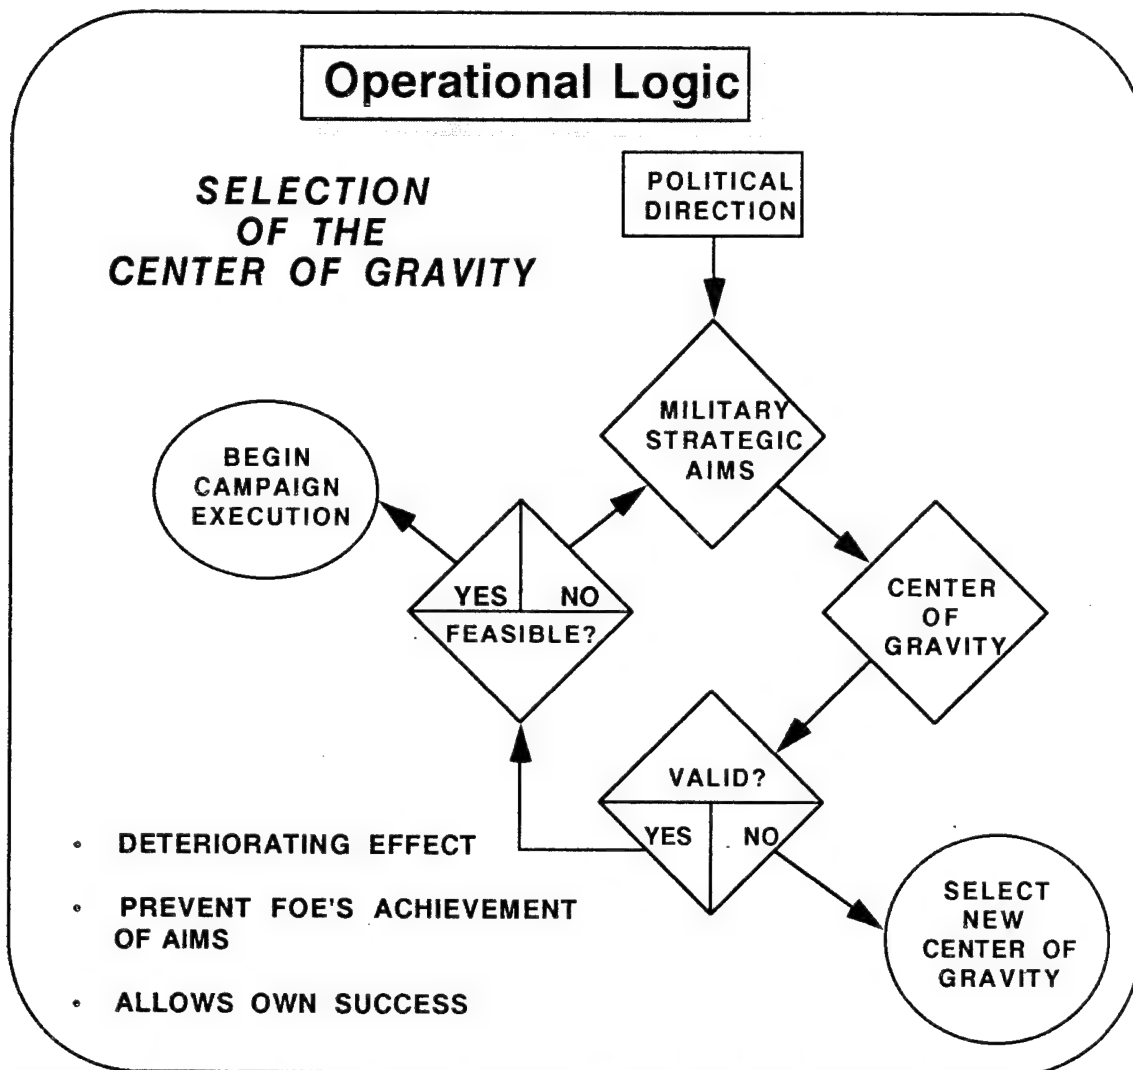 Operational Logic
SELECTION
OF THE
CENTER OF GRAVITY
POLITICAL
DIRECTION
MILITARY
STRATEGIC
AIMS
BEGIN
CAMPAIGN
EXECUTION
YES NO
FEASIBLE?
CENTER
OF
GRAVITY
VALID?
YES NO
SELECT
NEW
CENTER OF
GRAVITY
• DETERIORATING EFFECT
• PREVENT FOE'S ACHIEVEMENT
OF AIMS
• ALLOWS OWN SUCCESS